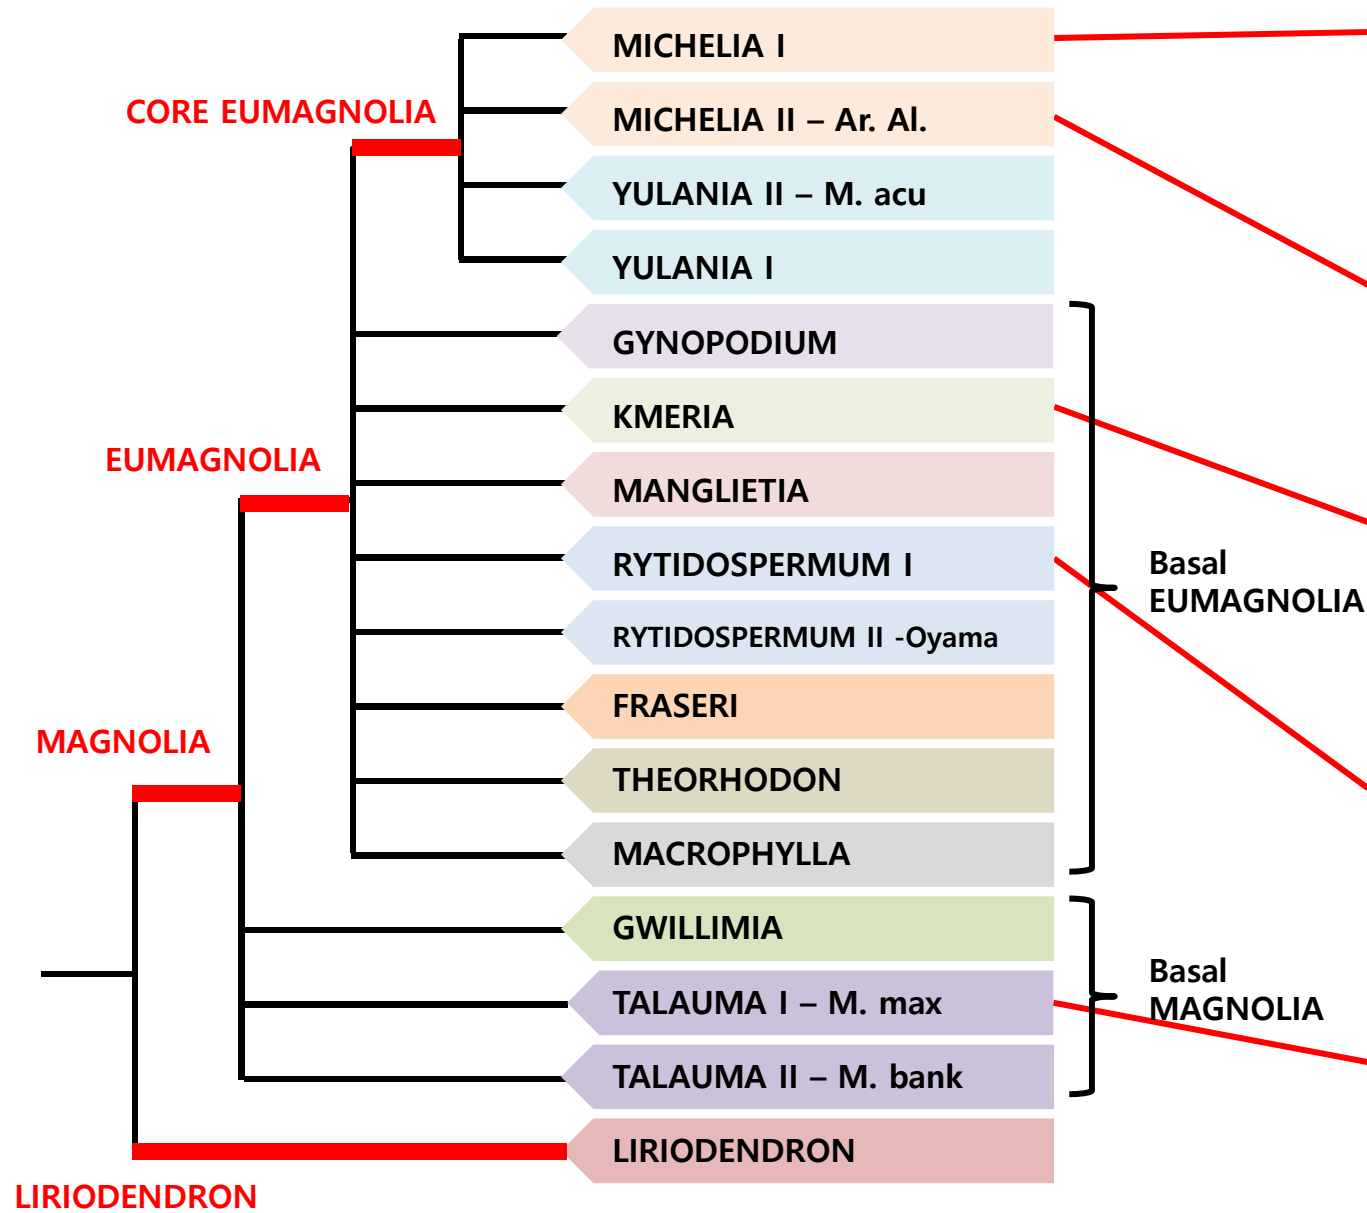 MICHELIA I
CORE EUMAGNOLIA
MICHELIA II – Ar. Al.
YULANIA II – M. acu
YULANIA I
GYNOPODIUM
KMERIA
EUMAGNOLIA
MANGLIETIA
RYTIDOSPERMUM I
Basal
EUMAGNOLIA
RYTIDOSPERMUM II -Oyama
FRASERI
MAGNOLIA
THEORHODON
MACROPHYLLA
GWILLIMIA
Basal
MAGNOLIA
TALAUMA I – M. max
TALAUMA II – M. bank
LIRIODENDRON
LIRIODENDRON